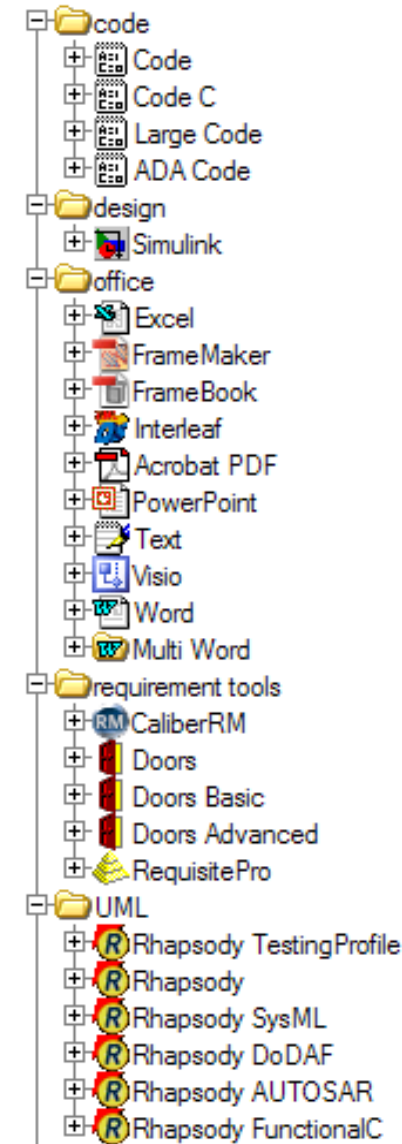 code
Code
Code C
Large Code
ADA Code
design
Simulink
office
Excel
FrameMaker
FrameBook
Interleaf
Acrobat PDF
PowerPoint
Text
Visio
Word
Multi Word
requirement tools
RM CaliberRM
Doors
Doors Basic
Doors Advanced
RequisitePro
UML
R Rhapsody TestingProfile
R Rhapsody
R Rhapsody SysML
R Rhapsody DoDAF
R Rhapsody AUTOSAR
R Rhapsody FunctionalC